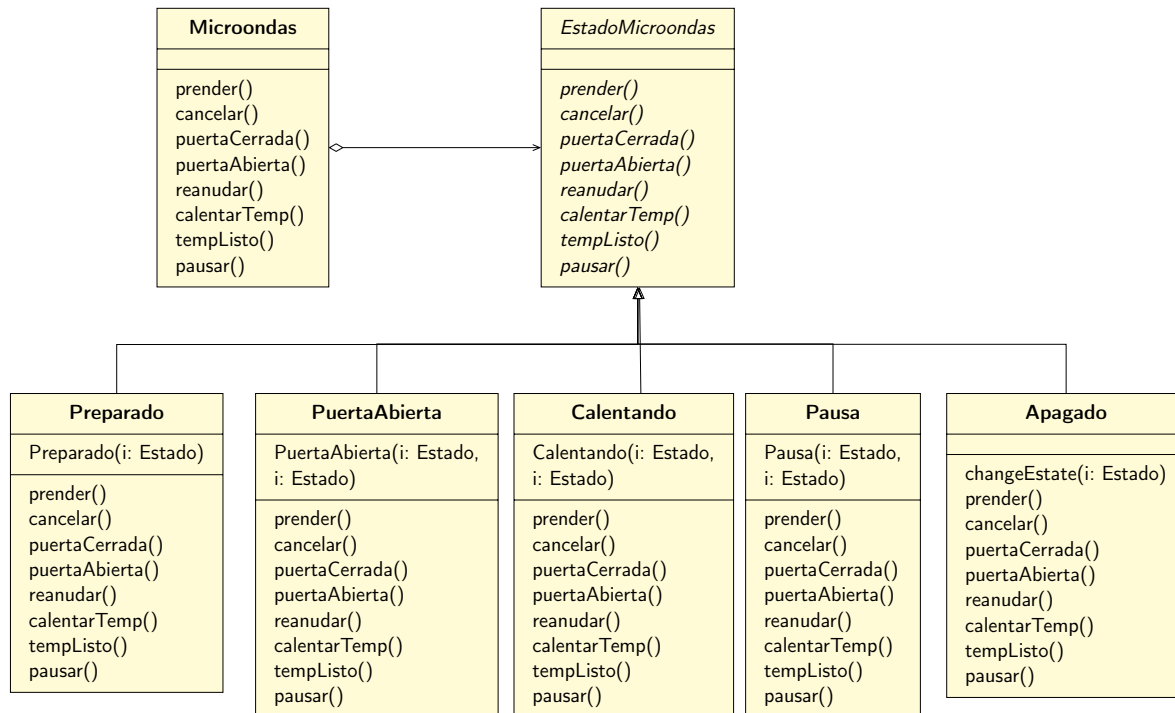 Microondas
prender()
cancelar()
puertaCerrada()
puertaAbierta()
reanudar()
calentarTemp()
tempListo()
pausar()
EstadoMicroondas
prender()
cancelar()
puertaCerrada()
puertaAbierta()
reanudar()
calentarTemp()
tempListo()
pausar()
Preparado
Preparado(i: Estado)
prender()
cancelar()
puertaCerrada()
puertaAbierta()
reanudar()
calentarTemp()
tempListo()
pausar()
PuertaAbierta
PuertaAbierta(i: Estado,
i: Estado)
prender()
cancelar()
puertaCerrada()
puertaAbierta()
reanudar()
calentarTemp()
tempListo()
pausar()
Calentando
Calentando(i: Estado,
i: Estado)
prender()
cancelar()
puertaCerrada()
puertaAbierta()
reanudar()
calentarTemp()
tempListo()
pausar()
Pausa
Pausa(i: Estado,
i: Estado)
prender()
cancelar()
puertaCerrada()
puertaAbierta()
reanudar()
calentarTemp()
tempListo()
pausar()
Apagado
changeEstate(i: Estado)
prender()
cancelar()
puertaCerrada()
puertaAbierta()
reanudar()
calentarTemp()
tempListo()
pausar()